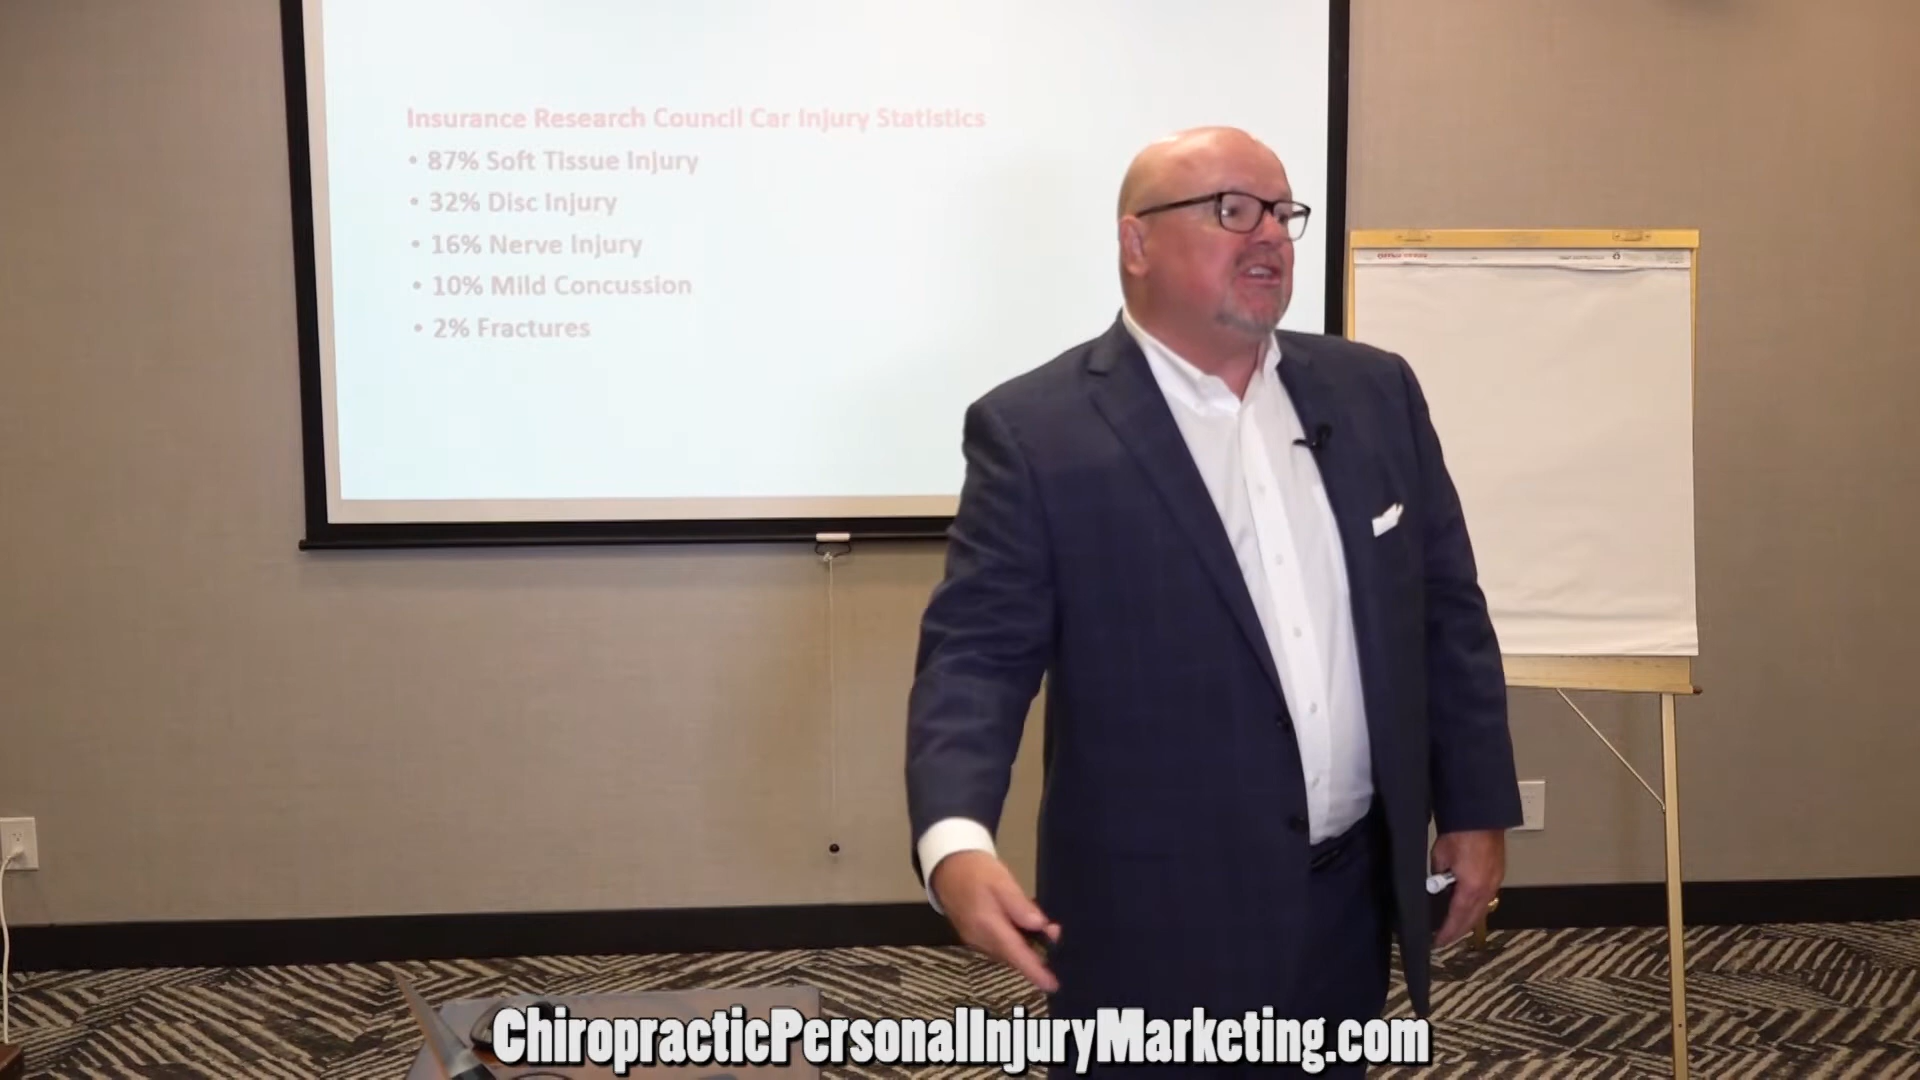 Insurance Research Council Car Injury Statistics
• 87% Soft Tissue Injury
• 32% Disc Injury
• 16% Nerve Injury
• 10% Mild Concussion
• 2% Fractures
ChiropracticPersonalInjuryMarketing.com